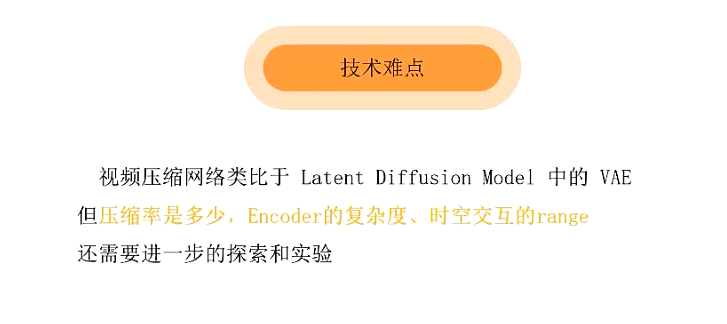 技术难点
视频压缩网络类比于 Latent Diffusion Model 中的 VAE
但压缩率是多少，Encoder的复杂度、时空交互的range
还需要进一步的探索和实验